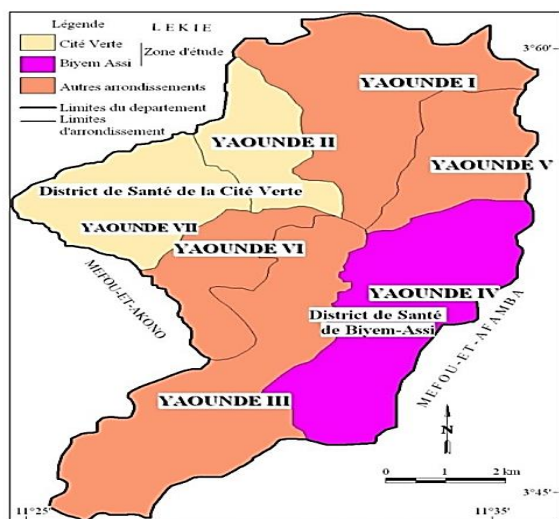 Légende
LEKIE
Cité Verte
Biyem Assi
Zone d'étude
Autres arrondissements
Limites du departement
Limites
d'arrondissement
3°60'
YAOUNDE I
YAOUNDE II
YAOUNDE V
District de Santé de la Cité Verte
YAOUNDE VII
YAOUNDE VI
MEFOU-ET-AKONO
YAOUNDE IV
District de Santé
de Biyem-Assi
MEFOU-ET-AFAMBA
YAOUNDE III
N
0 1 2 km
3°45'
11°25'
11°35'